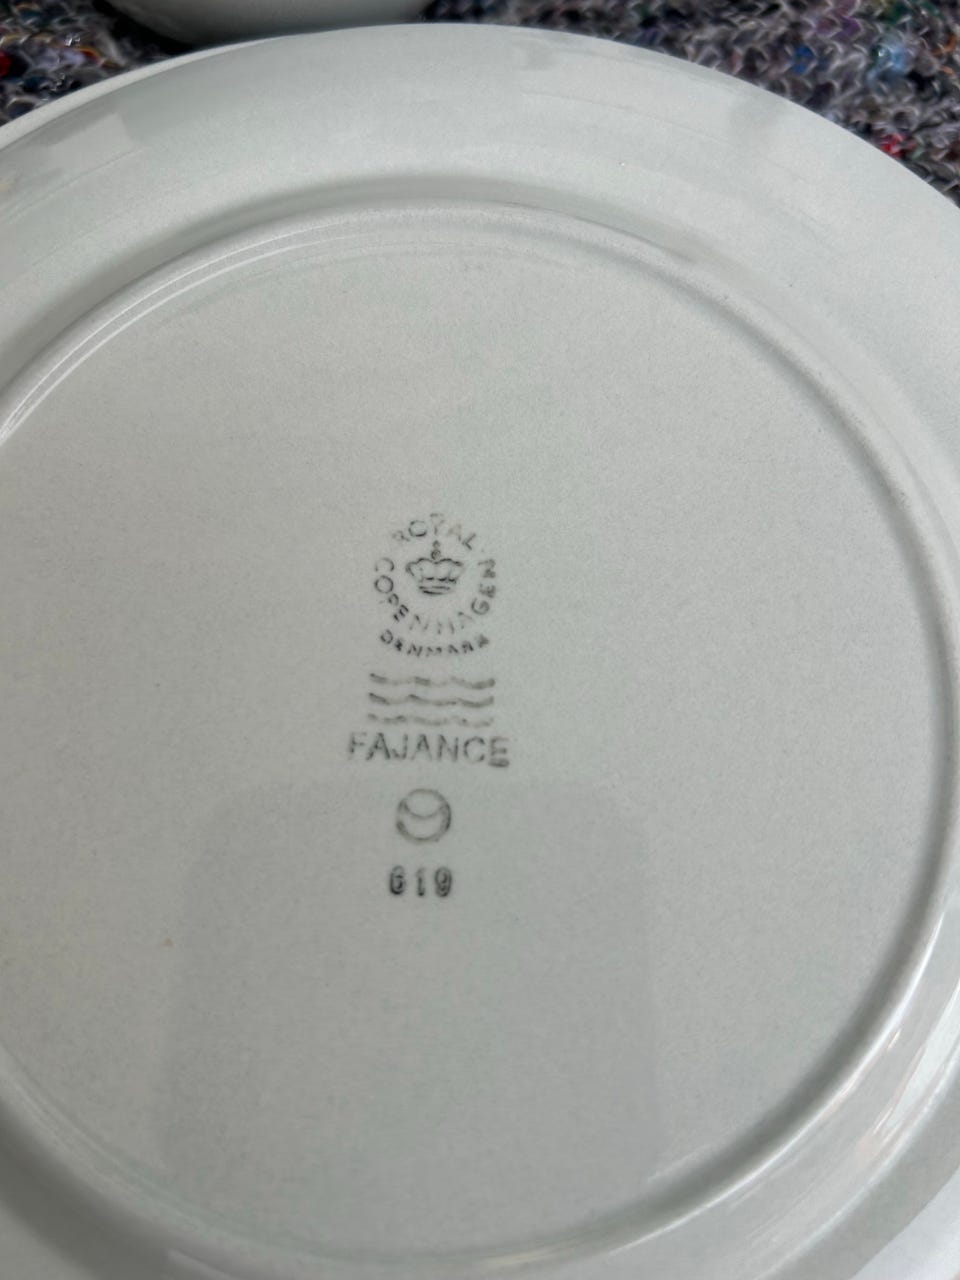 ROYAL
COPENHAGEN
DENMARK
FAJANCE
619